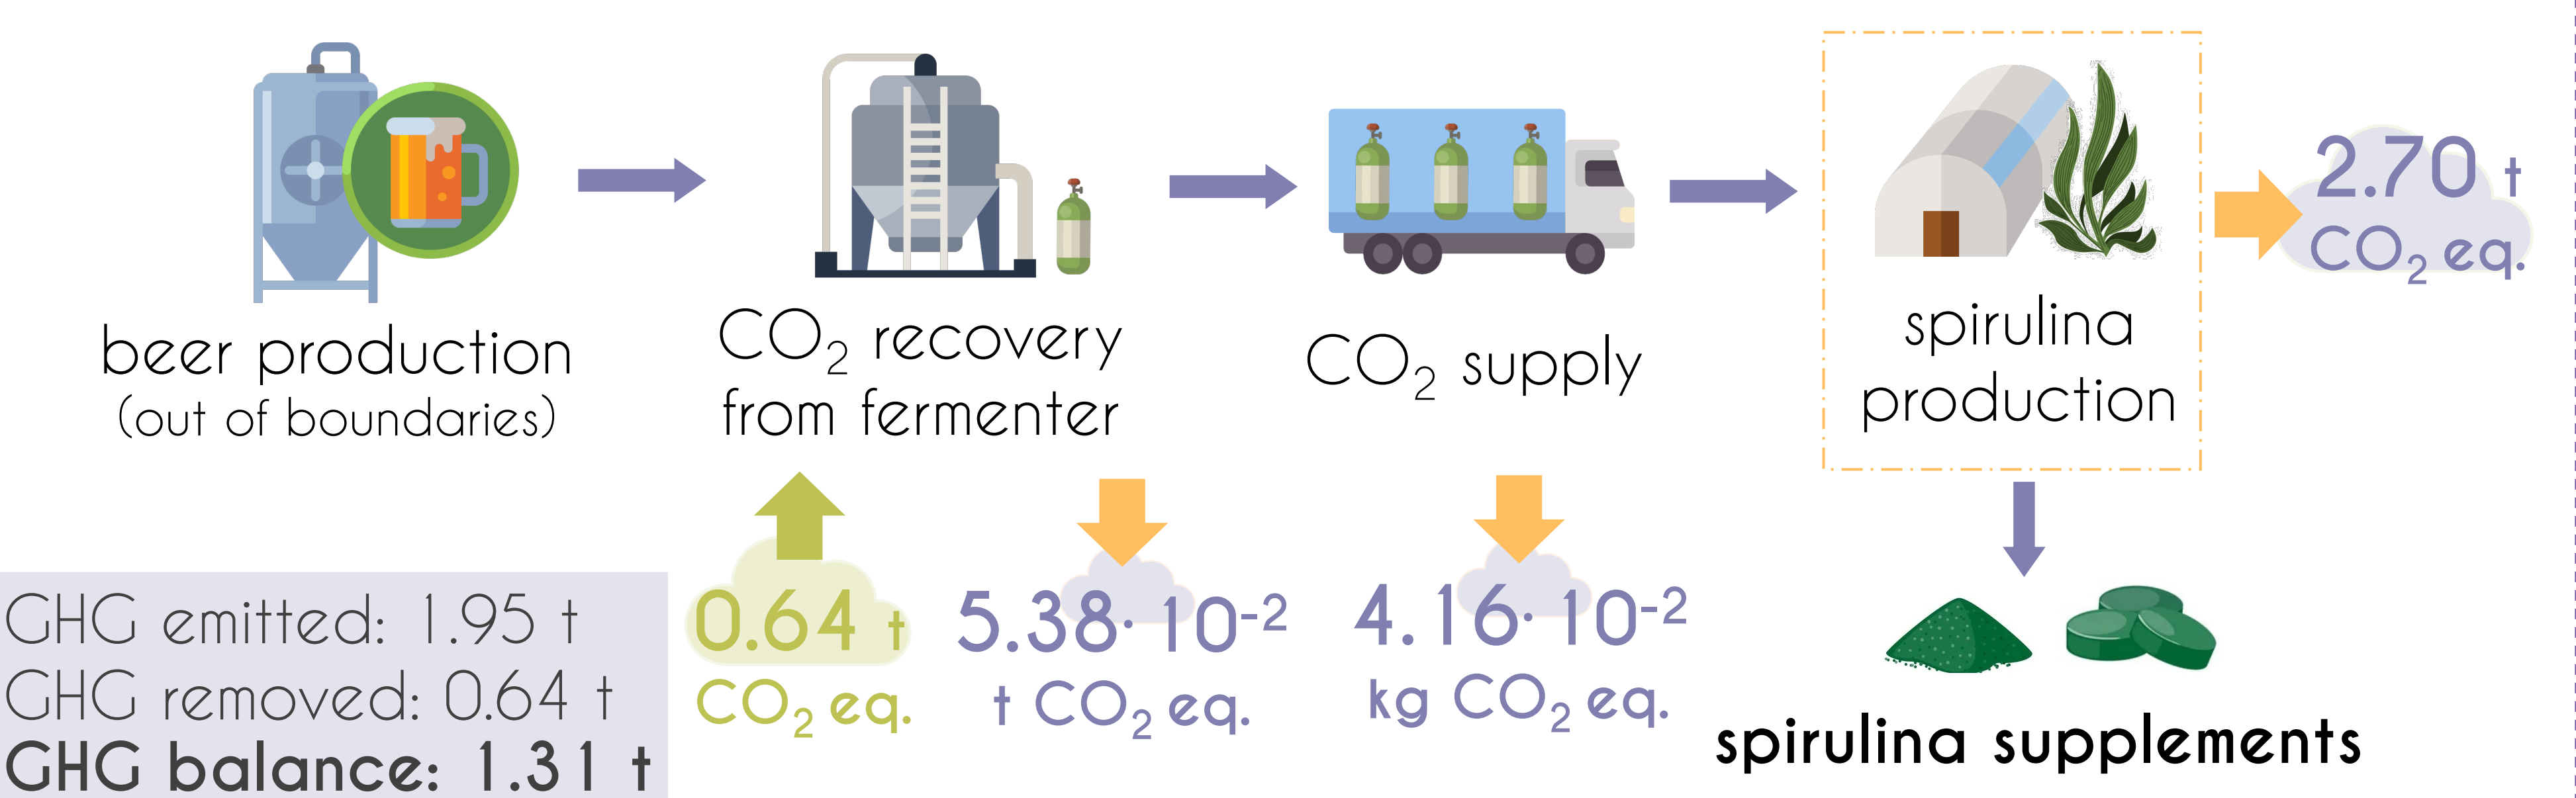 beer production
(out of boundaries)
CO₂ recovery
from fermenter
CO₂ supply
spirulina
production
2.70 t
CO₂ eq.
0.64 t
CO₂ eq.
5.38· 10⁻²
t CO₂ eq.
4.16· 10⁻²
kg CO₂ eq.
spirulina supplements
GHG emitted: 1.95 t
GHG removed: 0.64 t
GHG balance: 1.31 t